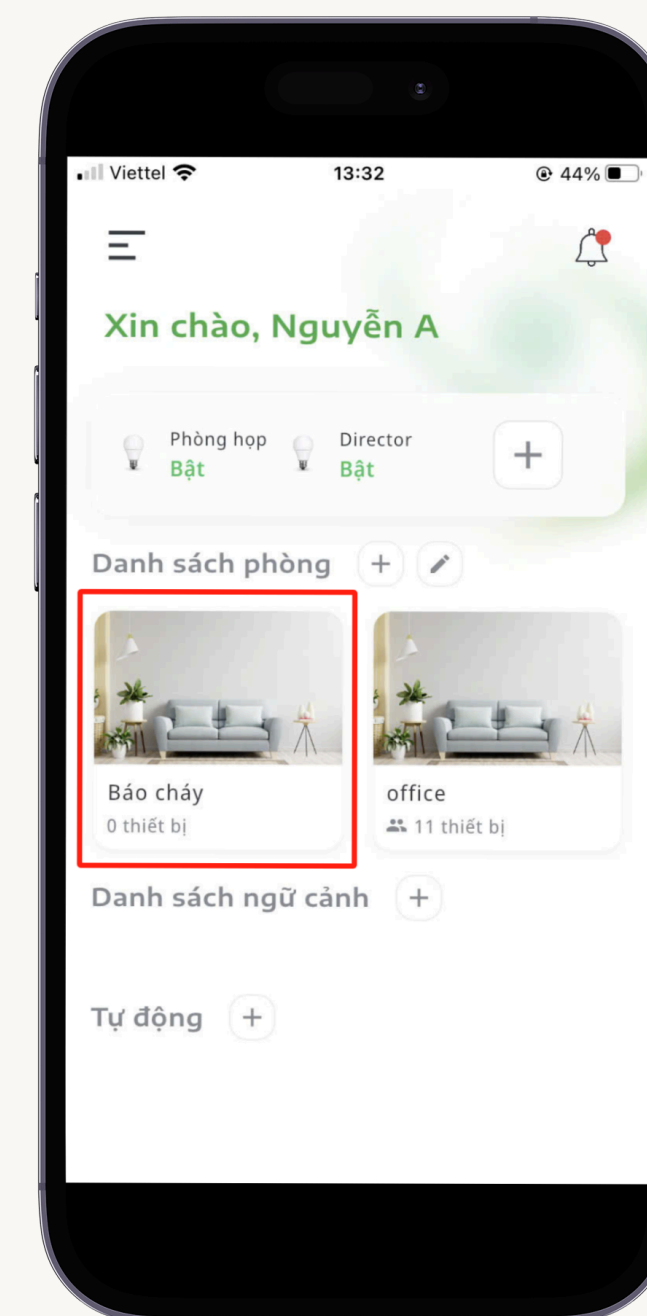 Viettel 13:32 44%
Xin chào, Nguyễn A
Phòng họp Director
Bật Bật
Danh sách phòng
Báo cháy office
0 thiết bị 11 thiết bị
Danh sách ngữ cảnh
Tự động